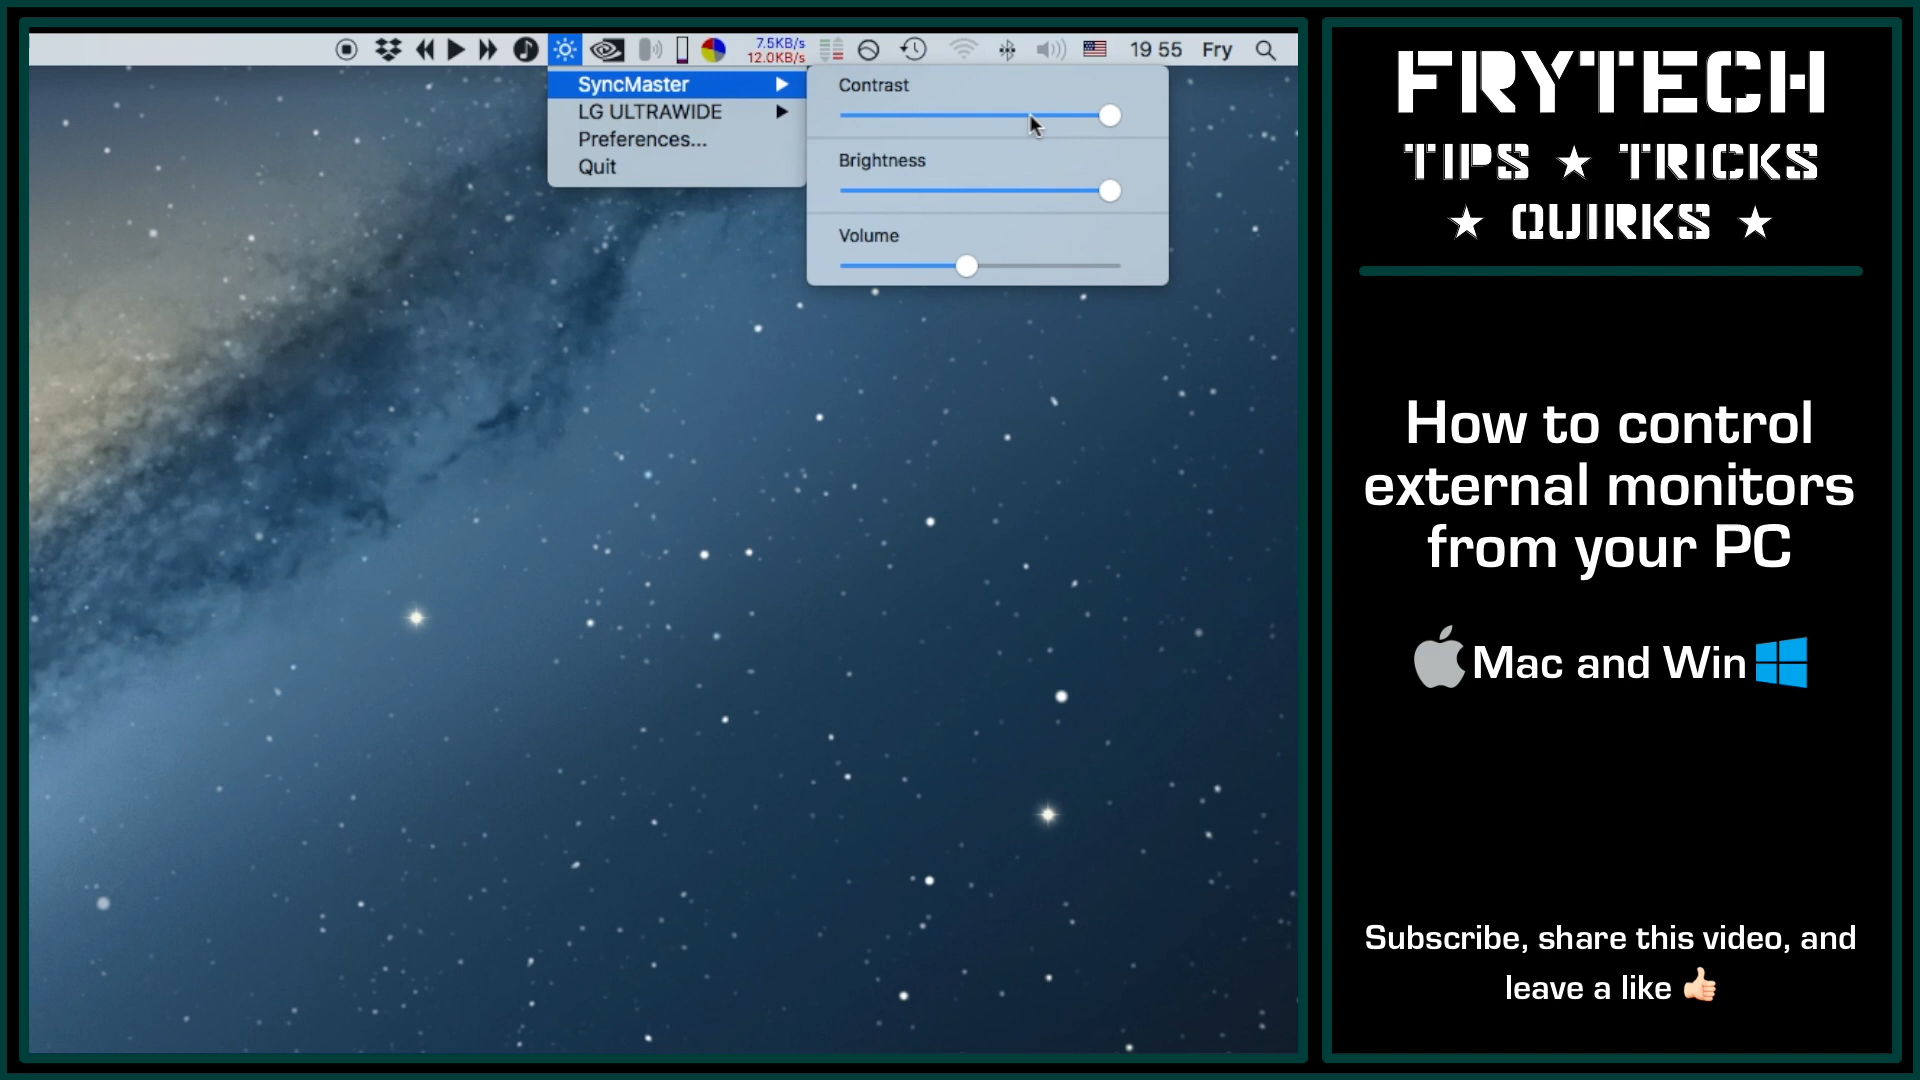 7.5KB/s
12.0KB/s
19 55 Fry
SyncMaster
LG ULTRAWIDE
Preferences...
Quit
Contrast
Brightness
Volume
FRYTECH
TIPS ★ TRICKS
★ QUIRKS ★
How to control
external monitors
from your PC
Mac and Win
Subscribe, share this video, and
leave a like 👍🏻